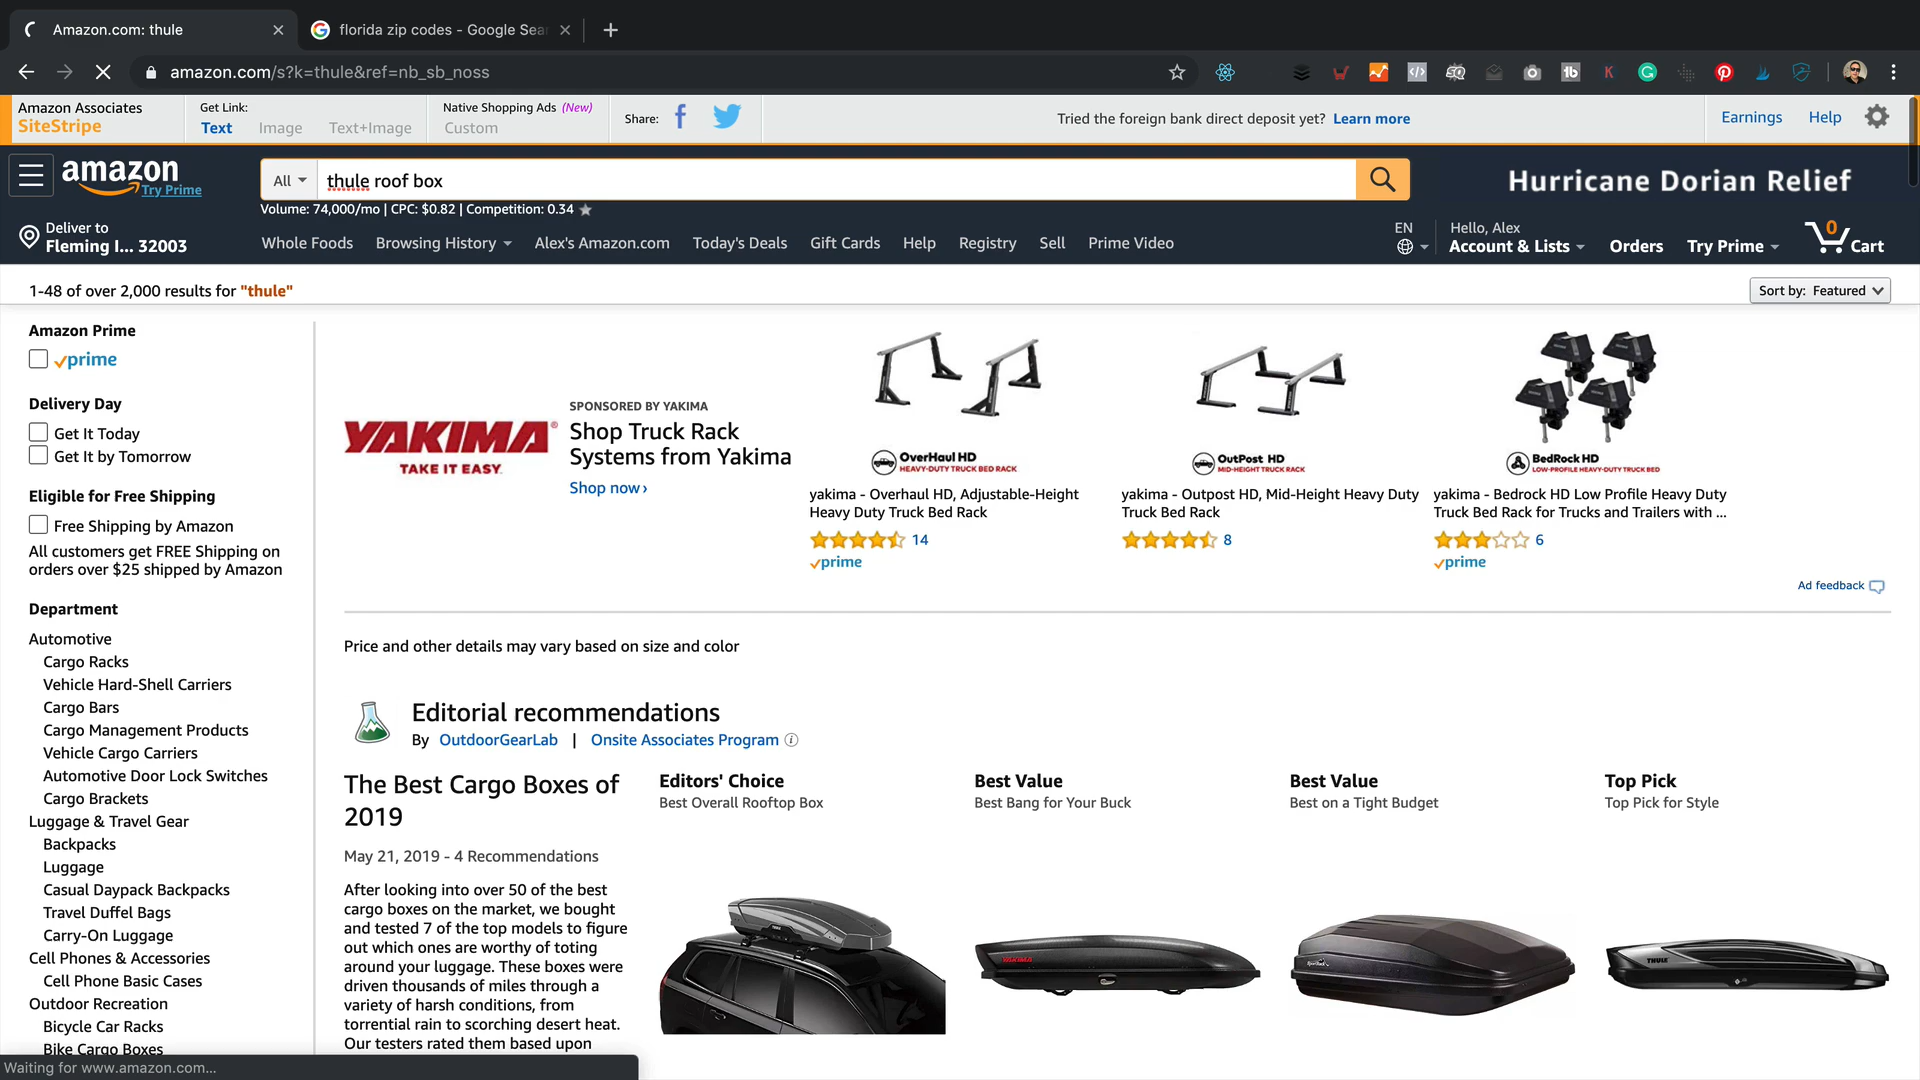 Amazon.com: thule
florida zip codes - Google Sear
amazon.com/s?k=thule&ref=nb_sb_noss
Amazon Associates
SiteStripe
Get Link:
Text Image Text+Image
Native Shopping Ads (New)
Custom
Share:
Tried the foreign bank direct deposit yet? Learn more
Earnings Help
amazon
Try Prime
All
thule roof box
Hurricane Dorian Relief
Volume: 74,000/mo | CPC: $0.82 | Competition: 0.34
Deliver to
Fleming I... 32003
Whole Foods Browsing History Alex's Amazon.com Today's Deals Gift Cards Help Registry Sell Prime Video
EN
Hello, Alex
Account & Lists
Orders
Try Prime
0
Cart
1-48 of over 2,000 results for "thule"
Sort by: Featured
Amazon Prime
prime
Delivery Day
Get It Today
Get It by Tomorrow
Eligible for Free Shipping
Free Shipping by Amazon
All customers get FREE Shipping on
orders over $25 shipped by Amazon
Department
Automotive
Cargo Racks
Vehicle Hard-Shell Carriers
Cargo Bars
Cargo Management Products
Vehicle Cargo Carriers
Automotive Door Lock Switches
Cargo Brackets
Luggage & Travel Gear
Backpacks
Luggage
Casual Daypack Backpacks
Travel Duffel Bags
Carry-On Luggage
Cell Phones & Accessories
Cell Phone Basic Cases
Outdoor Recreation
Bicycle Car Racks
Bike Cargo Boxes
YAKIMA®
TAKE IT EASY.
SPONSORED BY YAKIMA
Shop Truck Rack
Systems from Yakima
Shop now ›
OverHaul HD
HEAVY-DUTY TRUCK BED RACK
yakima - Overhaul HD, Adjustable-Height
Heavy Duty Truck Bed Rack
14
prime
OutPost HD
MID-HEIGHT TRUCK RACK
yakima - Outpost HD, Mid-Height Heavy Duty
Truck Bed Rack
8
BedRock HD
LOW-PROFILE HEAVY-DUTY TRUCK BED
yakima - Bedrock HD Low Profile Heavy Duty
Truck Bed Rack for Trucks and Trailers with ...
6
prime
Ad feedback
Price and other details may vary based on size and color
Editorial recommendations
By OutdoorGearLab | Onsite Associates Program
The Best Cargo Boxes of
2019
May 21, 2019 - 4 Recommendations
After looking into over 50 of the best
cargo boxes on the market, we bought
and tested 7 of the top models to figure
out which ones are worthy of toting
around your luggage. These boxes were
driven thousands of miles through a
variety of harsh conditions, from
torrential rain to scorching desert heat.
Our testers rated them based upon
Editors' Choice
Best Overall Rooftop Box
Best Value
Best Bang for Your Buck
YAKIMA
Best Value
Best on a Tight Budget
Top Pick
Top Pick for Style
THULE
Waiting for www.amazon.com...